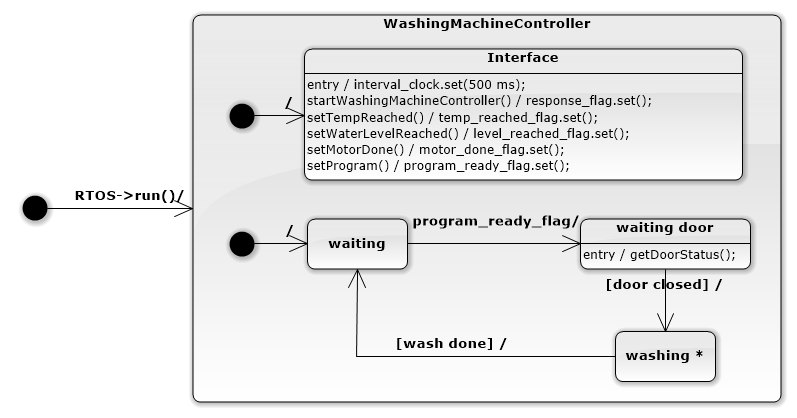 WashingMachineController
Interface
entry / interval_clock.set(500 ms);
/
startWashingMachineController() / response_flag.set();
setTempReached() / temp_reached_flag.set();
setWaterLevelReached() / level_reached_flag.set();
setMotorDone() / motor_done_flag.set();
setProgram() / program_ready_flag.set();
RTOS->run()/
/
waiting
program_ready_flag/
waiting door
entry / getDoorStatus();
[door closed] /
[wash done] /
washing *